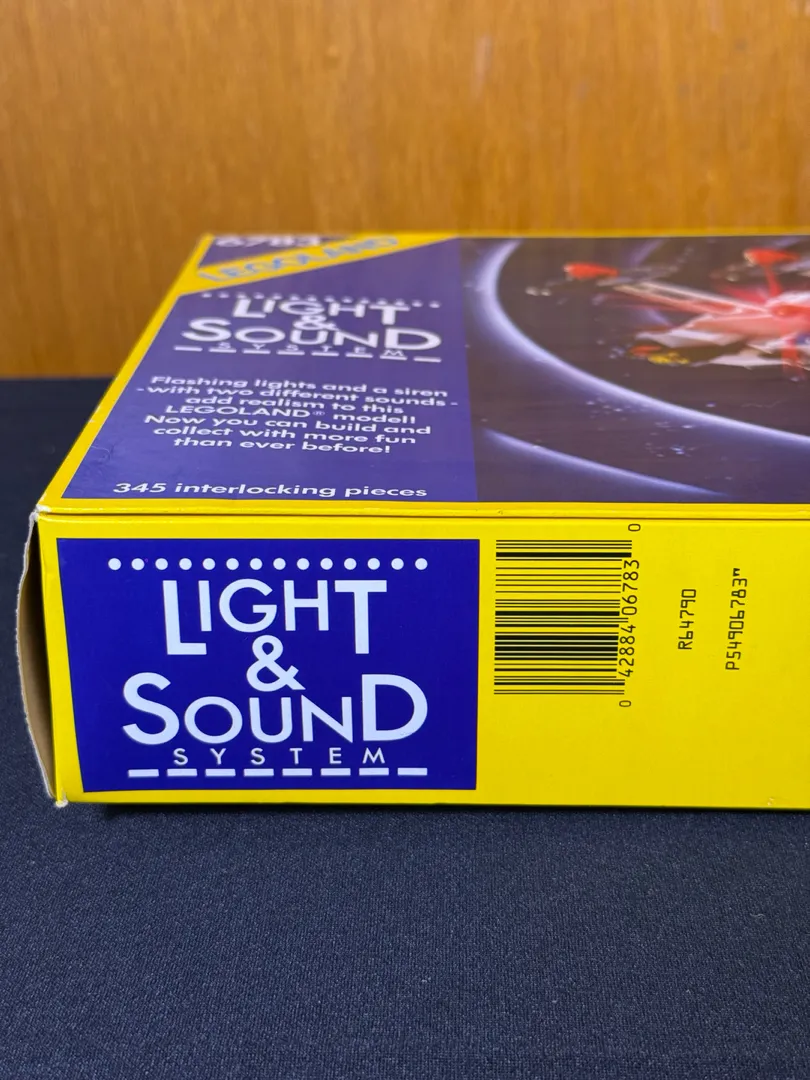 6783
LEGOLAND
LIGHT
&
SOUND
SYSTEM
Flashing lights and a siren
-with two different sounds-
add realism to this
LEGOLAND® model!
Now you can build and
collect with more fun
than ever before!
345 interlocking pieces
LIGHT
&
SOUND
SYSTEM
0 42884 06783 0
R64790
P54906783"